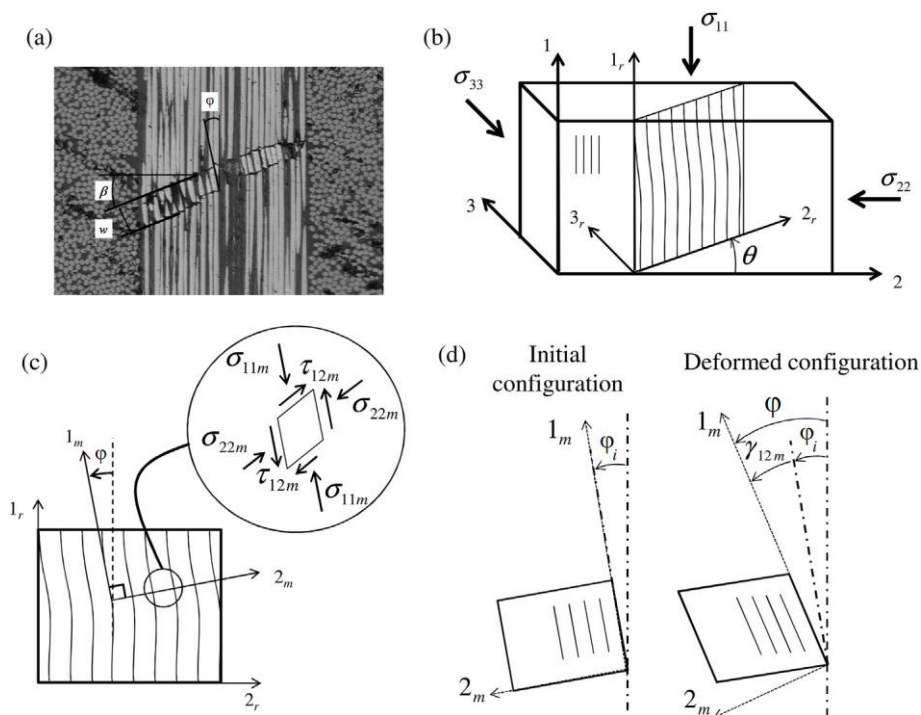 (a)
φ
β
w
(b)
σ11
1
1r
σ33
σ22
3
3r
2r
θ
2
(c)
σ11m
τ12m
σ22m
σ22m
τ12m
σ11m
1m
φ
1r
2m
2r
(d)
Initial
configuration
Deformed configuration
1m
φi
2m
φ
1m
γ12m
φi
2m